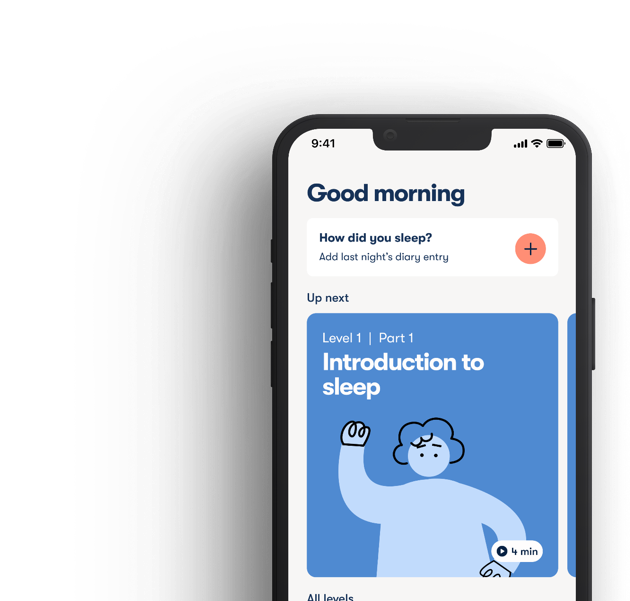 9:41
Good morning
How did you sleep?
Add last night's diary entry
Up next
Level 1 | Part 1
Introduction to
sleep
4 min
All levels